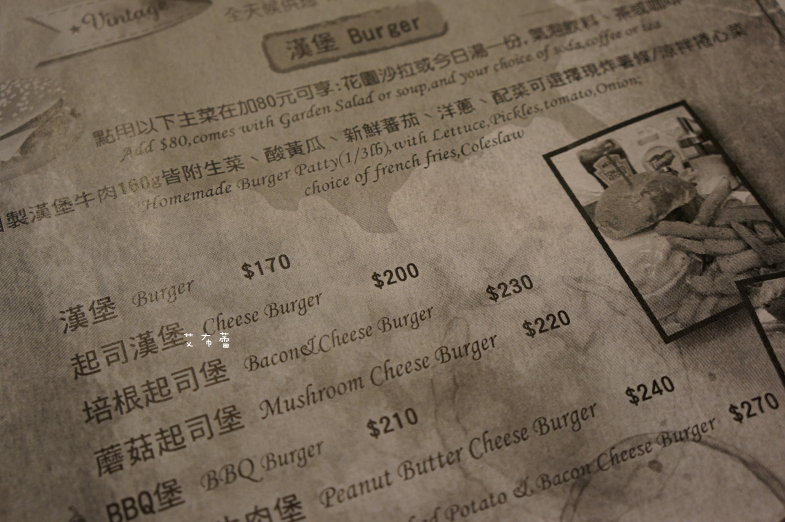 Vintage
漢堡 Burger
點用以下主菜在加80元可享:花園沙拉或今日湯一份,氣泡飲料、茶或咖啡
Add $80,comes with Garden Salad or soup,and your choice of soda,coffee or tea
製漢堡牛肉160g皆附生菜、酸黃瓜、新鮮番茄、洋蔥、配菜可選擇現炸薯條/涼拌捲心菜
Homemade Burger Patty(1/3lb),with Lettuce,Pickles,tomato,Onion;
choice of french fries,Coleslaw
漢堡 Burger $170
起司漢堡 Cheese Burger $200
艾布蕾
培根起司堡 Bacon&Cheese Burger $230
蘑菇起司堡 Mushroom Cheese Burger $220
BBQ堡 BBQ Burger $210
牛肉堡 Peanut Butter Cheese Burger $240
Potato & Bacon Cheese Burger $270